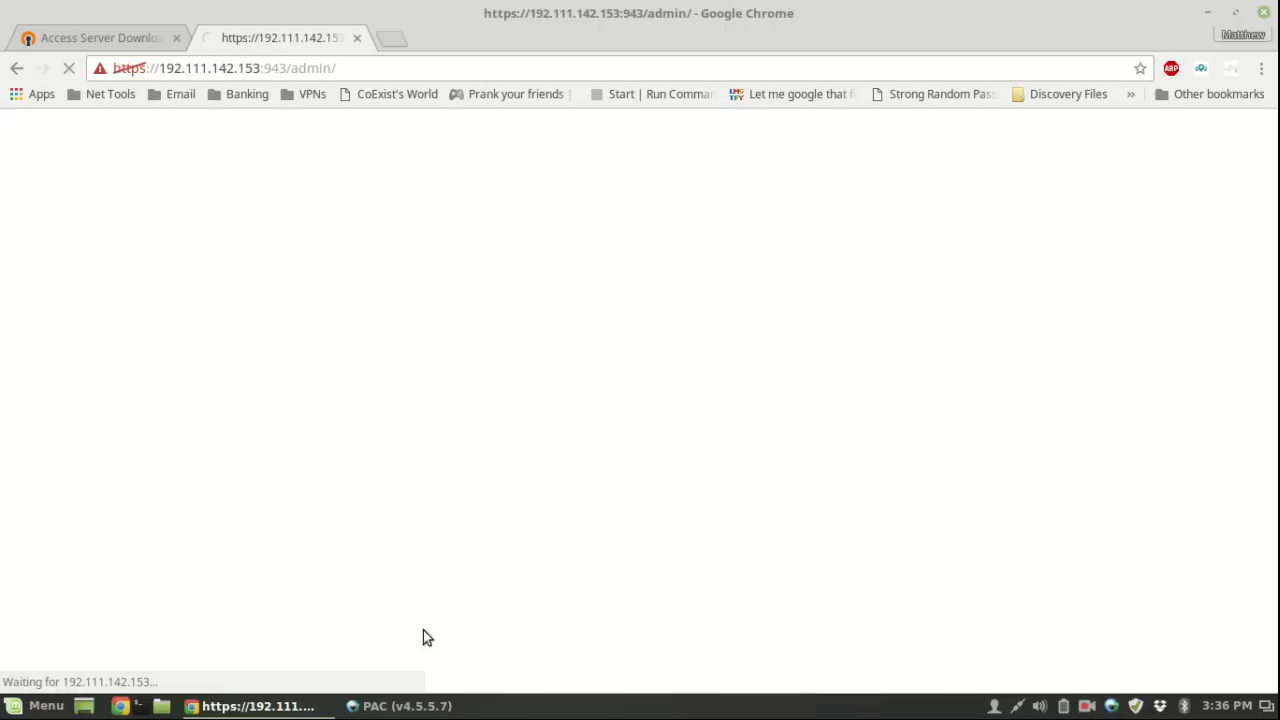 https://192.111.142.153:943/admin/ - Google Chrome
Access Server Downlo
https://192.111.142.15
Matthew
https://192.111.142.153:943/admin/
Apps Net Tools Email Banking VPNs CoExist's World Prank your friends Start | Run Comma LMG TFY Let me google that f Strong Random Pas Discovery Files » Other bookmarks
ABP
Waiting for 192.111.142.153...
Menu https://192.111.... PAC (v4.5.5.7) 3:36 PM